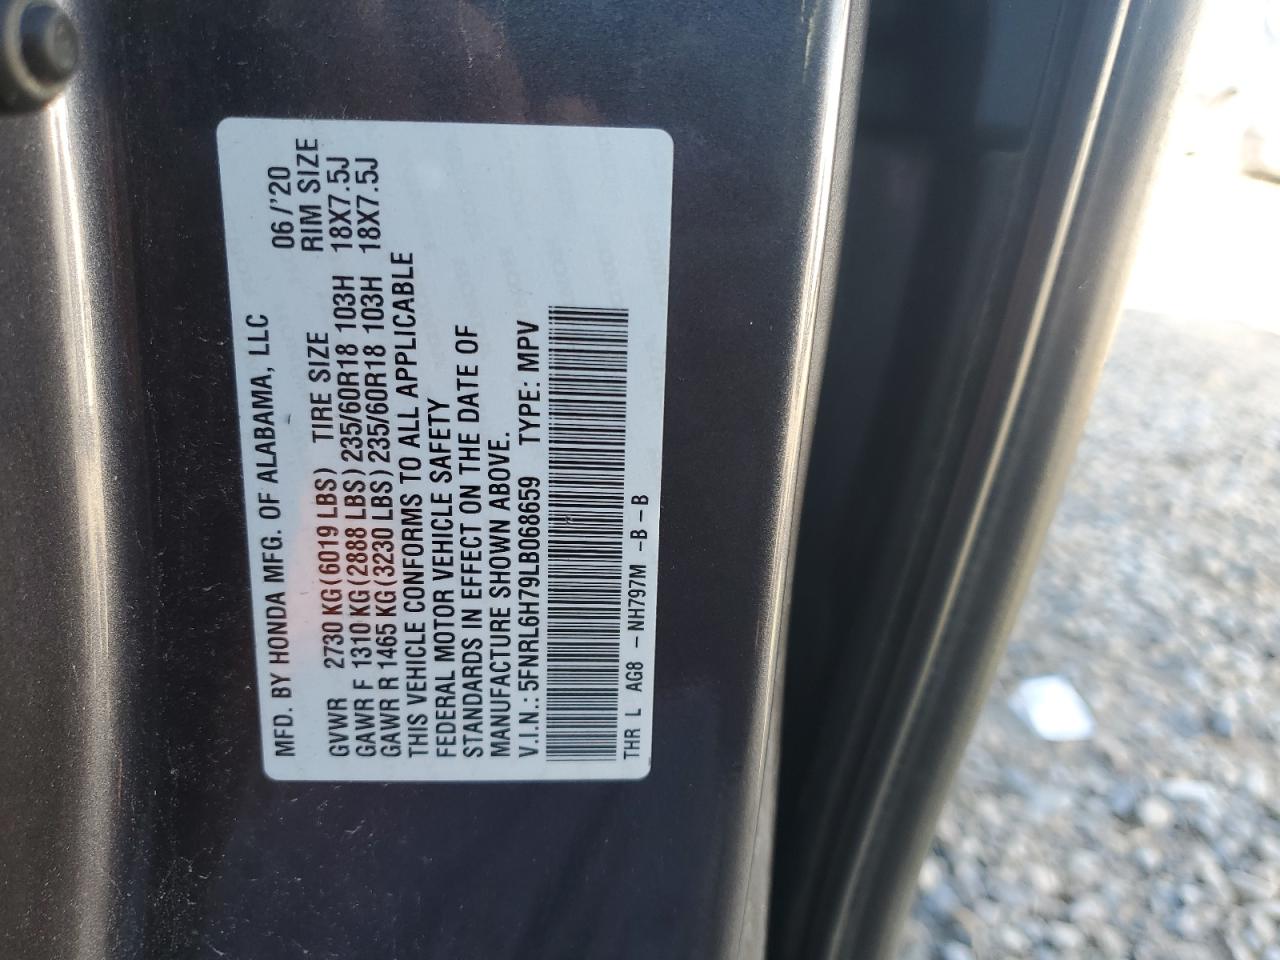 MFD. BY HONDA MFG. OF ALABAMA, LLC 06/'20
TIRE SIZE RIM SIZE
GVWR 2730 KG(6019 LBS)
GAWR F 1310 KG(2888 LBS) 235/60R18 103H 18X7.5J
GAWR R 1465 KG(3230 LBS) 235/60R18 103H 18X7.5J
THIS VEHICLE CONFORMS TO ALL APPLICABLE
FEDERAL MOTOR VEHICLE SAFETY
STANDARDS IN EFFECT ON THE DATE OF
MANUFACTURE SHOWN ABOVE.
V.I.N.: 5FNRL6H79LB068659 TYPE: MPV
THR L AG8 - NH797M -B -B